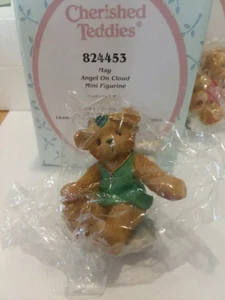 Cherished
Teddies®
824453
May
Angel On Cloud
Mini Figurine